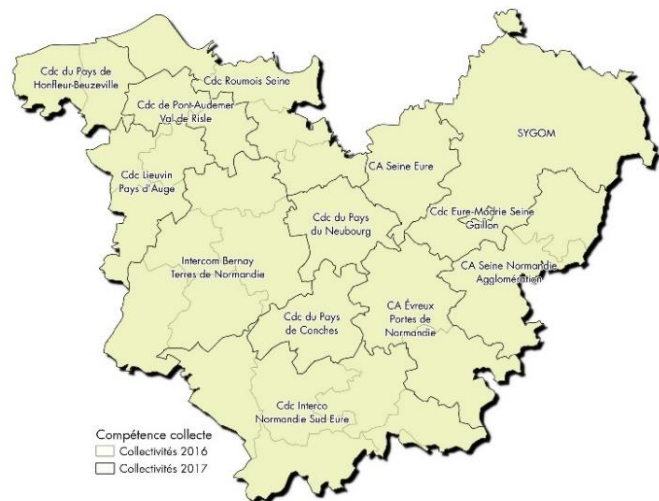 Cdc du Pays de
Honfleur-Beuzeville
Cdc Roumois Seine
Cdc de Pont-Audemer
Val de Risle
SYGOM
CA Seine Eure
Cdc Lieuvin
Pays d'Auge
Cdc du Pays
du Neubourg
Cdc Eure-Madrie Seine
Gaillon
Intercom Bernay
Terres de Normandie
CA Seine Normandie
Agglomération
CA Évreux
Portes de
Normandie
Cdc du Pays
de Conches
Cdc Interco
Normandie Sud Eure
Compétence collecte
Collectivités 2016
Collectivités 2017